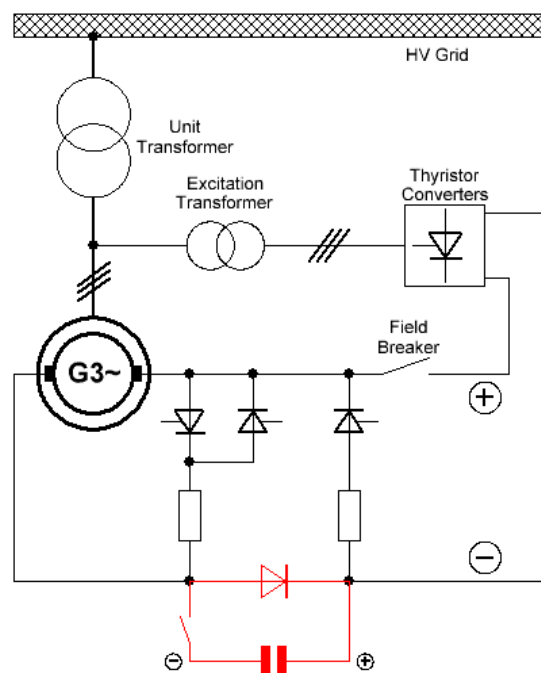 HV Grid
Unit
Transformer
Excitation
Transformer
Thyristor
Converters
Field
Breaker
G3~
+
−
− +